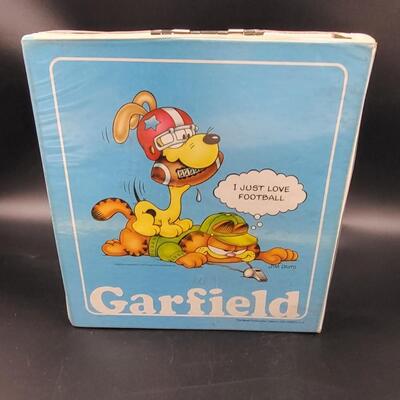 I JUST LOVE
FOOTBALL
JIM DAVIS
Garfield